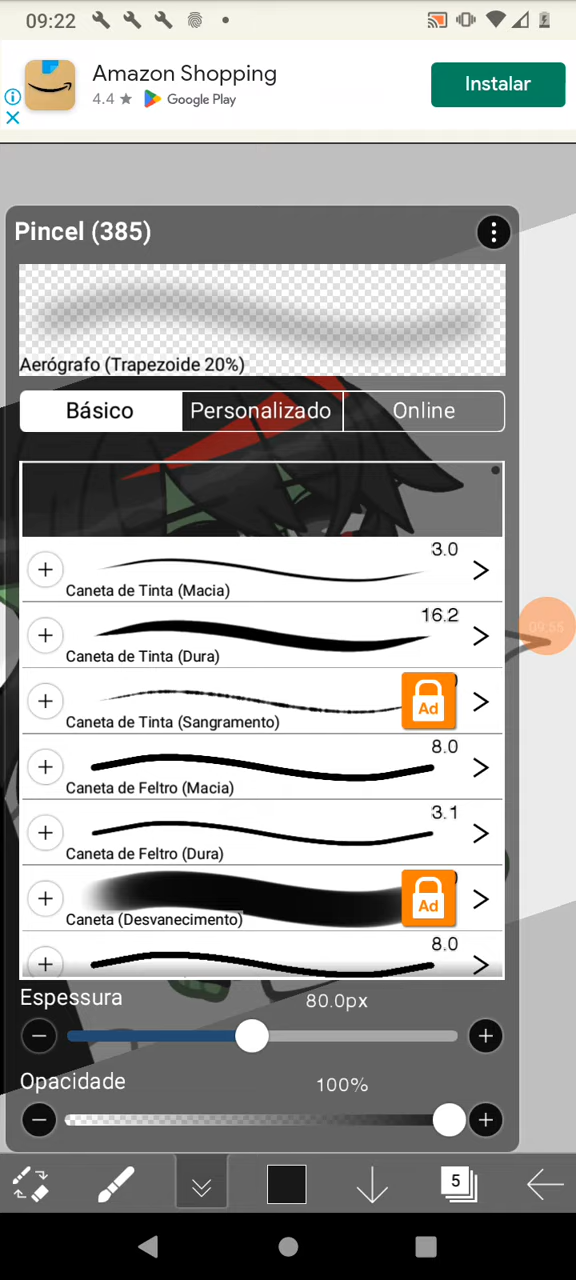 09:22
Amazon Shopping
4.4 ★ Google Play
Instalar
Pincel (385)
Aerógrafo (Trapezoide 20%)
Básico
Personalizado
Online
3.0
Caneta de Tinta (Macia)
16.2
Caneta de Tinta (Dura)
Ad
Caneta de Tinta (Sangramento)
8.0
Caneta de Feltro (Macia)
3.1
Caneta de Feltro (Dura)
Ad
Caneta (Desvanecimento)
8.0
09:55
Espessura
80.0px
Opacidade
100%
5